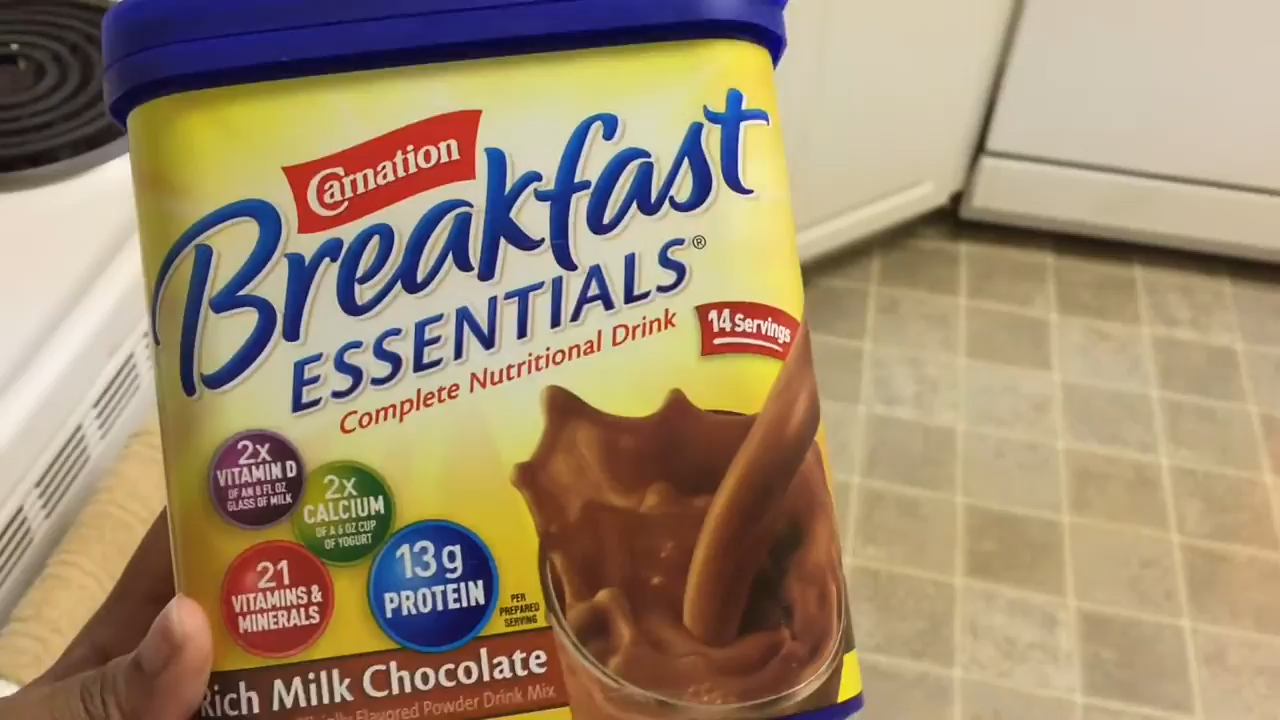 Carnation
Breakfast
ESSENTIALS®
Complete Nutritional Drink
14 Servings
2x
VITAMIN D
OF AN 8 FL OZ
GLASS OF MILK
2x
CALCIUM
OF A 6 OZ CUP
OF YOGURT
21
VITAMINS &
MINERALS
13g
PROTEIN
PER
PREPARED
SERVING
Rich Milk Chocolate
Flavored Powder Drink Mix